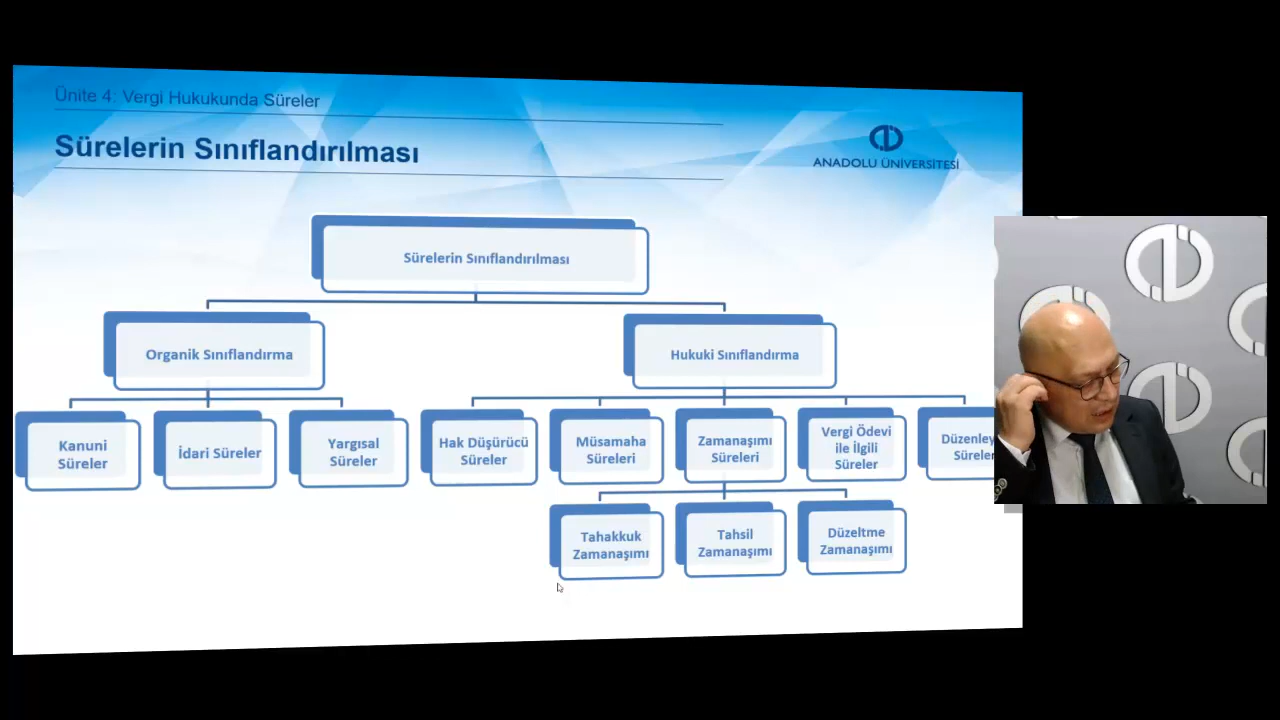 Ünite 4: Vergi Hukukunda Süreler
Sürelerin Sınıflandırılması
ANADOLU ÜNİVERSİTESİ
Sürelerin Sınıflandırılması
Organik Sınıflandırma
Hukuki Sınıflandırma
Kanuni
Süreler
İdari Süreler
Yargısal
Süreler
Hak Düşürücü
Süreler
Müsamaha
Süreleri
Zamanaşımı
Süreleri
Vergi Ödevi
ile İlgili
Süreler
Tahakkuk
Zamanaşımı
Tahsil
Zamanaşımı
Düzeltme
Zamanaşımı